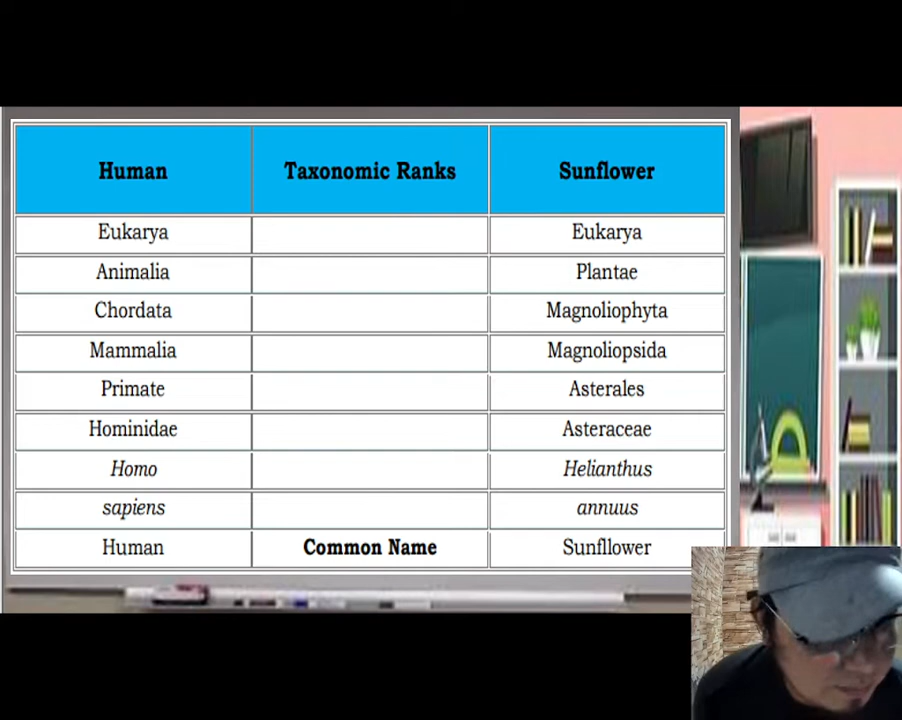 Human Taxonomic Ranks Sunflower
Eukarya Eukarya
Animalia Plantae
Chordata Magnoliophyta
Mammalia Magnoliopsida
Primate Asterales
Hominidae Asteraceae
Homo Helianthus
sapiens annuus
Human Common Name Sunfllower